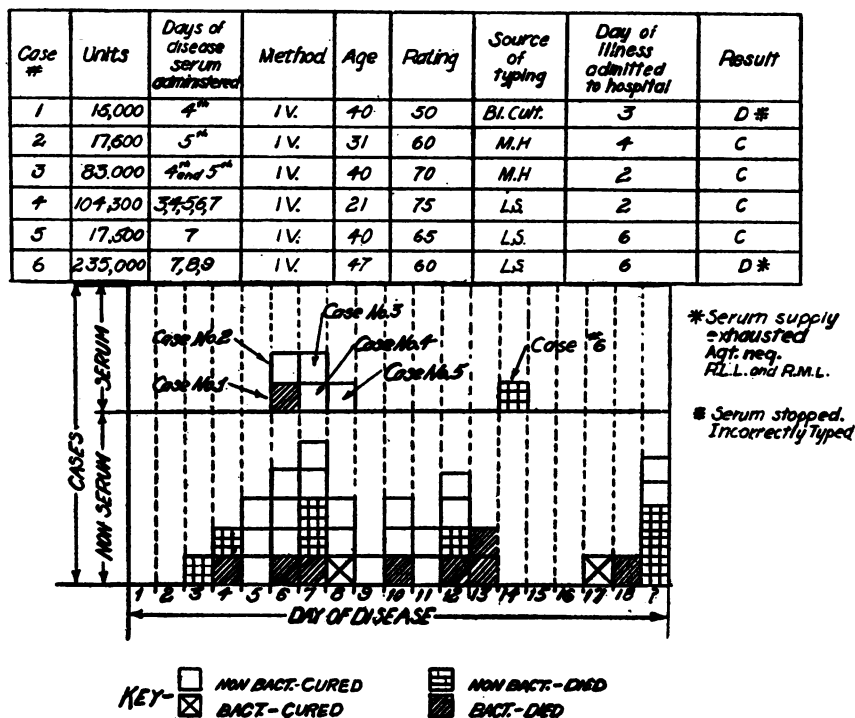 Case # Units Days of disease serum administered Method Age Rating Source of typing Day of illness admitted to hospital Result
1 15,000 4th I V. 40 50 Bl. Cult. 3 D *
2 17,600 5th I V. 31 60 M.H 4 C
3 83.000 4th and 5th I V. 40 70 M.H 2 C
4 104,300 3,4,5,6,7 I V. 21 75 L.S. 2 C
5 17,500 7 I V. 40 65 L.S. 6 C
6 235,000 7,8,9 I V. 47 60 L.S 6 D *
CASES
SERUM
NON SERUM
Case No.3
Case No.2
Case No.4
Case No.1
Case No.5
Case #6
* Serum supply
exhausted
Agt. neg.
R.L.L. and R.M.L.
* Serum stopped.
Incorrectly Typed
1 2 3 4 5 6 7 8 9 10 11 12 13 14 15 16 17 18 ?
DAY OF DISEASE
KEY- NON BACT.-CURED NON BACT.-DIED
BACT.-CURED BACT.-DIED